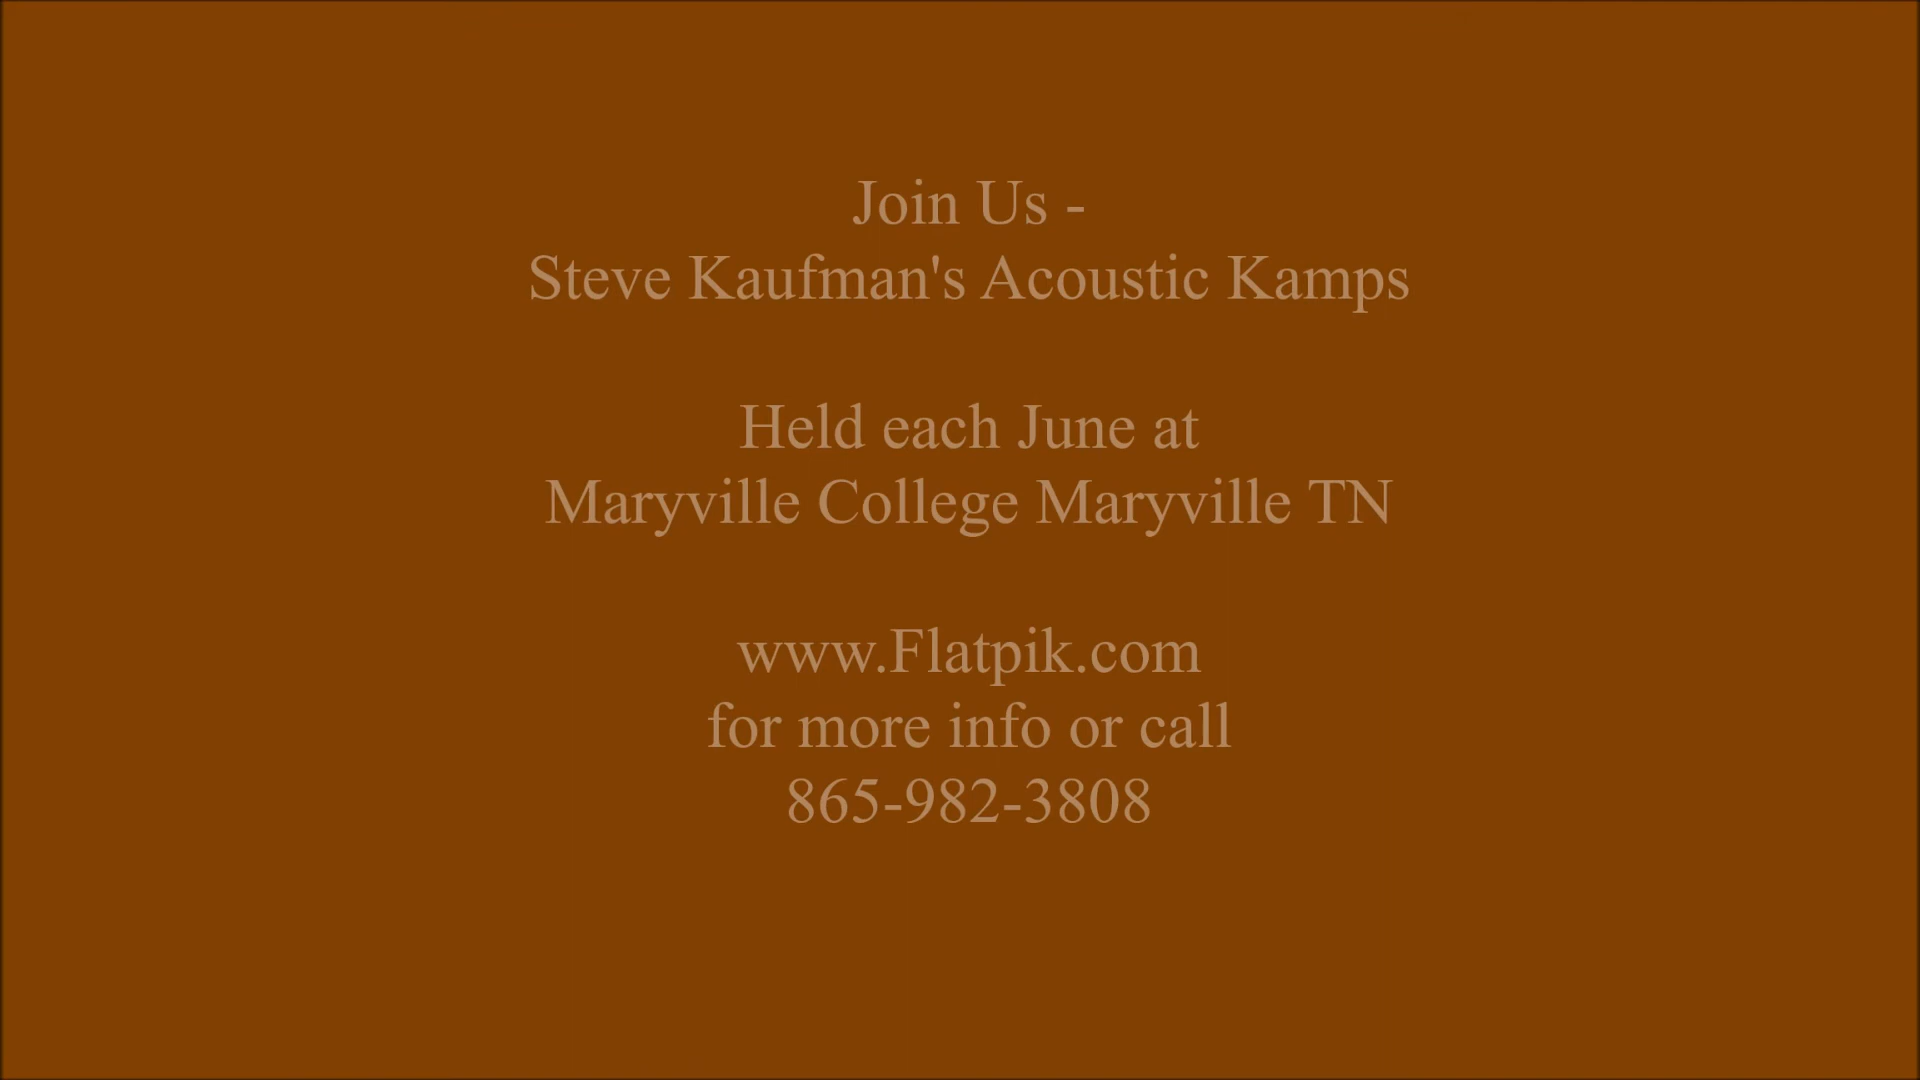 Join Us -
Steve Kaufman's Acoustic Kamps
Held each June at
Maryville College Maryville TN
www.Flatpik.com
for more info or call
865-982-3808